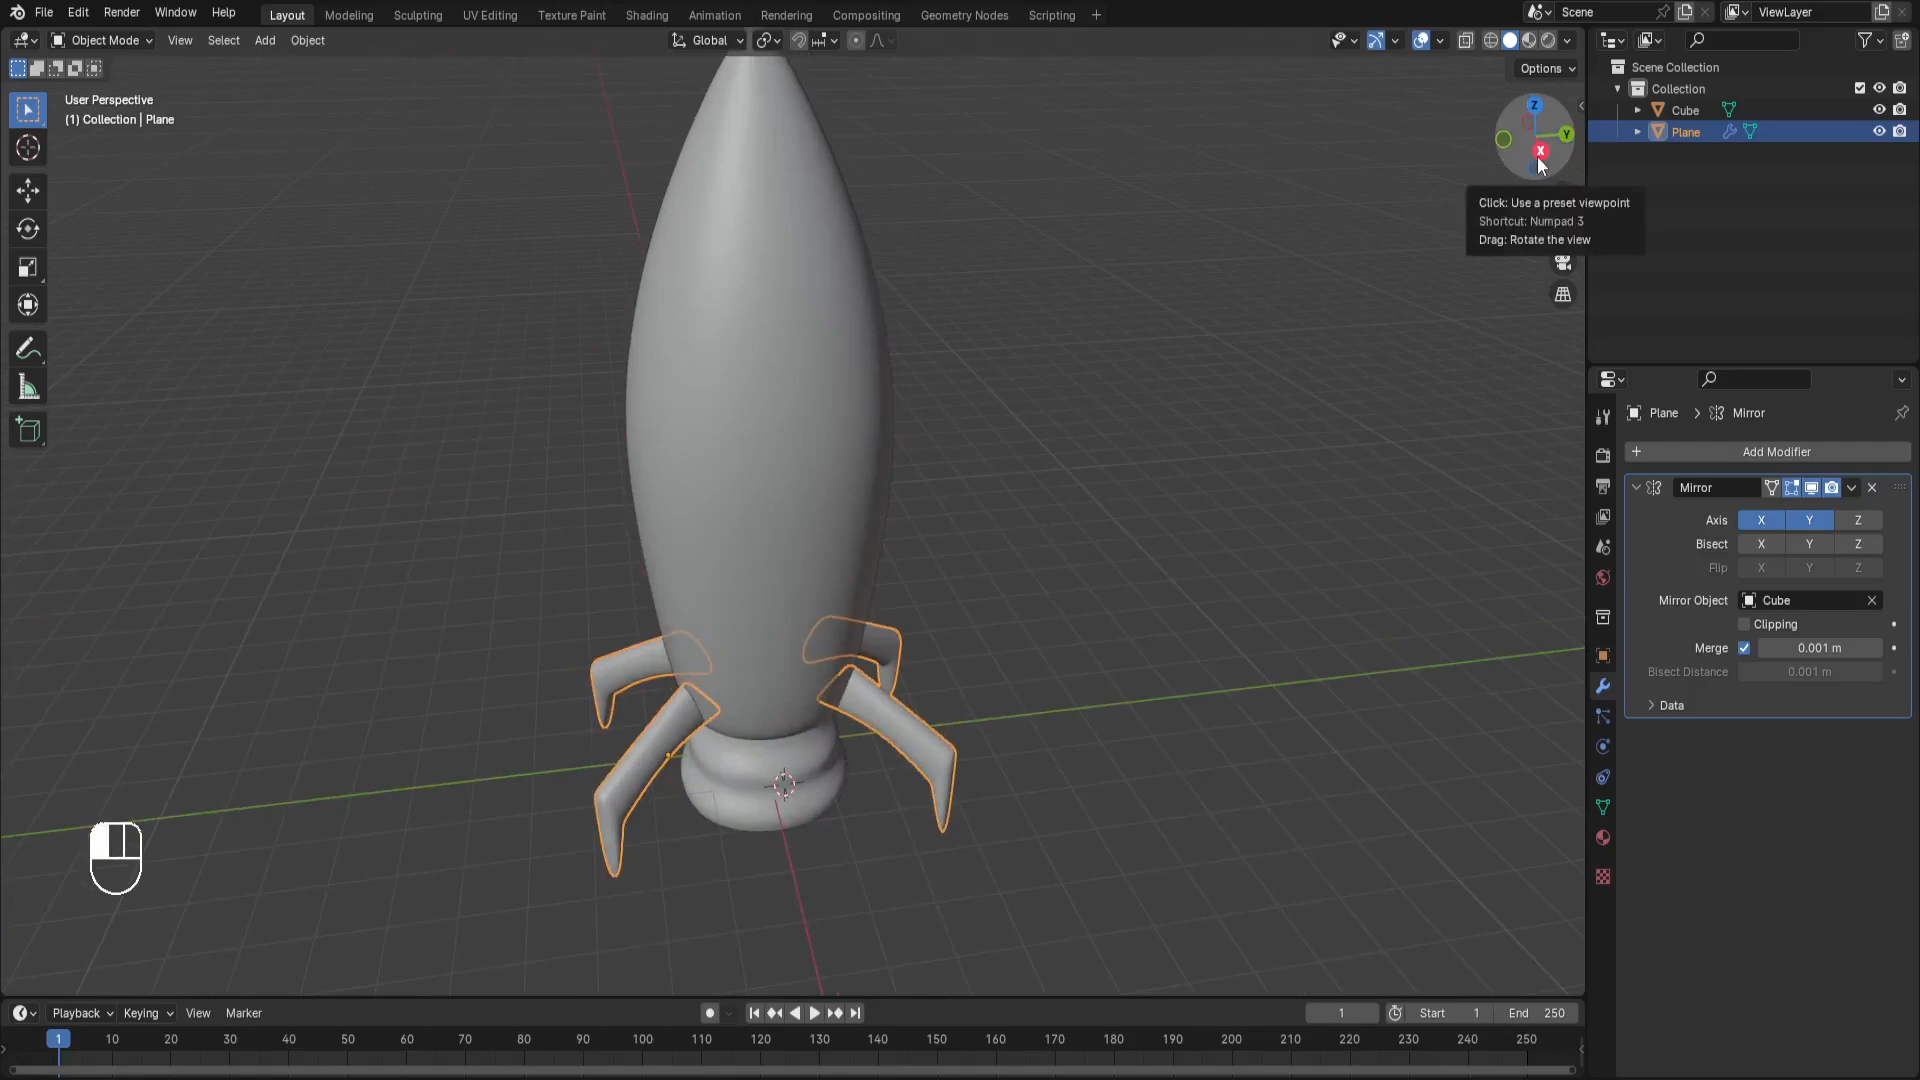 File Edit Render Window Help Layout Modeling Sculpting UV Editing Texture Paint Shading Animation Rendering Compositing Geometry Nodes Scripting + Scene ViewLayer
Object Mode View Select Add Object Global
Options
User Perspective
(1) Collection | Plane
Z
Y
X
Click: Use a preset viewpoint
Shortcut: Numpad 3
Drag: Rotate the view
Scene Collection
Collection
Cube
Plane
Plane > Mirror
+ Add Modifier
Mirror
Axis X Y Z
Bisect X Y Z
Flip X Y Z
Mirror Object Cube
Clipping
Merge 0.001 m
Bisect Distance 0.001 m
Data
Playback Keying View Marker 1 Start 1 End 250
1 10 20 30 40 50 60 70 80 90 100 110 120 130 140 150 160 170 180 190 200 210 220 230 240 250